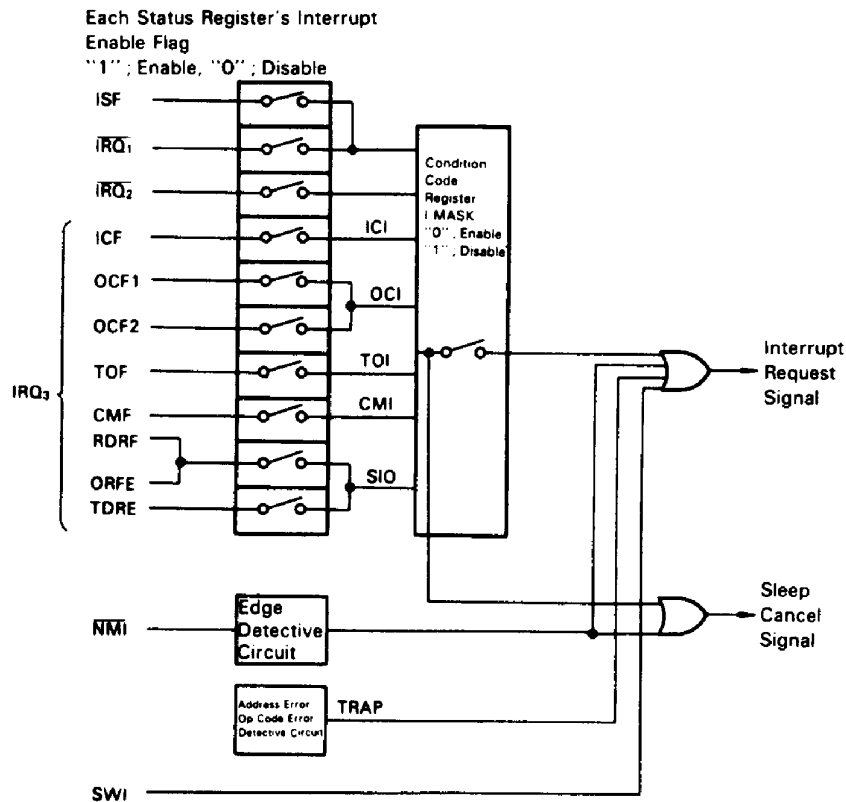 Each Status Register's Interrupt
Enable Flag
"1" ; Enable, "0" ; Disable
ISF
IRQ1
IRQ2
ICF
ICI
OCF1
OCI
OCF2
TOF
TOI
CMF
CMI
RDRF
ORFE
SIO
TDRE
IRQ3
Condition
Code
Register
I MASK
"0" ; Enable
"1" ; Disable
Interrupt
Request
Signal
Sleep
Cancel
Signal
NMI
Edge
Detective
Circuit
Address Error
Op Code Error
Detective Circuit
TRAP
SWI